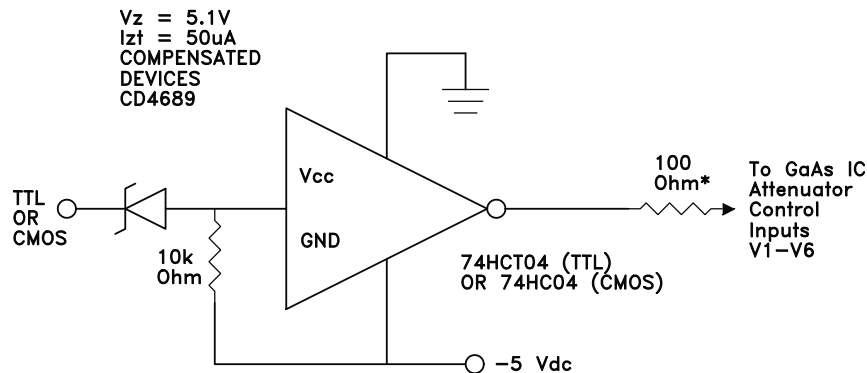 Vz = 5.1V
Izt = 50uA
COMPENSATED
DEVICES
CD4689
TTL
OR
CMOS
10k
Ohm
Vcc
GND
74HCT04 (TTL)
OR 74HC04 (CMOS)
-5 Vdc
100
Ohm*
To GaAs IC
Attenuator
Control
Inputs
V1-V6